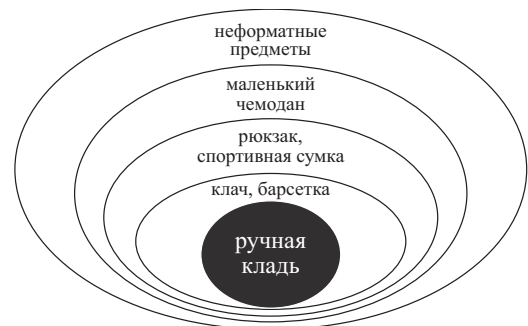 неформатные
предметы
маленький
чемодан
рюкзак,
спортивная сумка
клач, барсетка
ручная
кладь